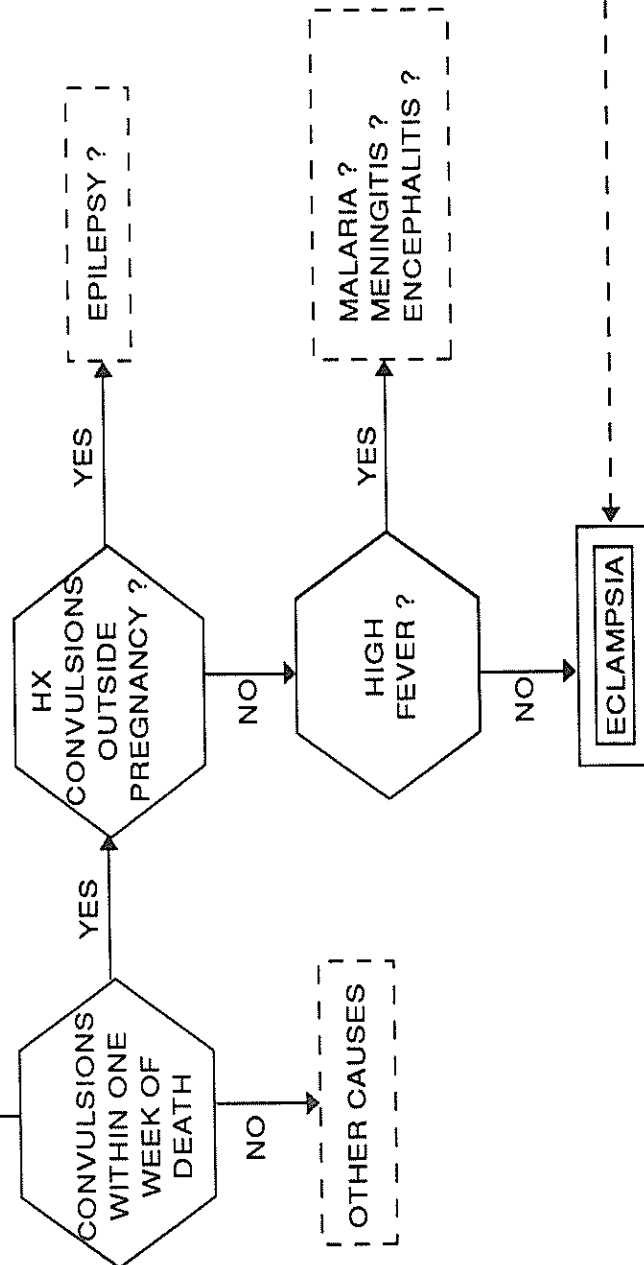 CONVULSIONS
WITHIN ONE
WEEK OF
DEATH
YES
NO
OTHER CAUSES
HX
CONVULSIONS
OUTSIDE
PREGNANCY ?
YES
EPILEPSY ?
NO
HIGH
FEVER ?
YES
MALARIA ?
MENINGITIS ?
ENCEPHALITIS ?
NO
ECLAMPSIA